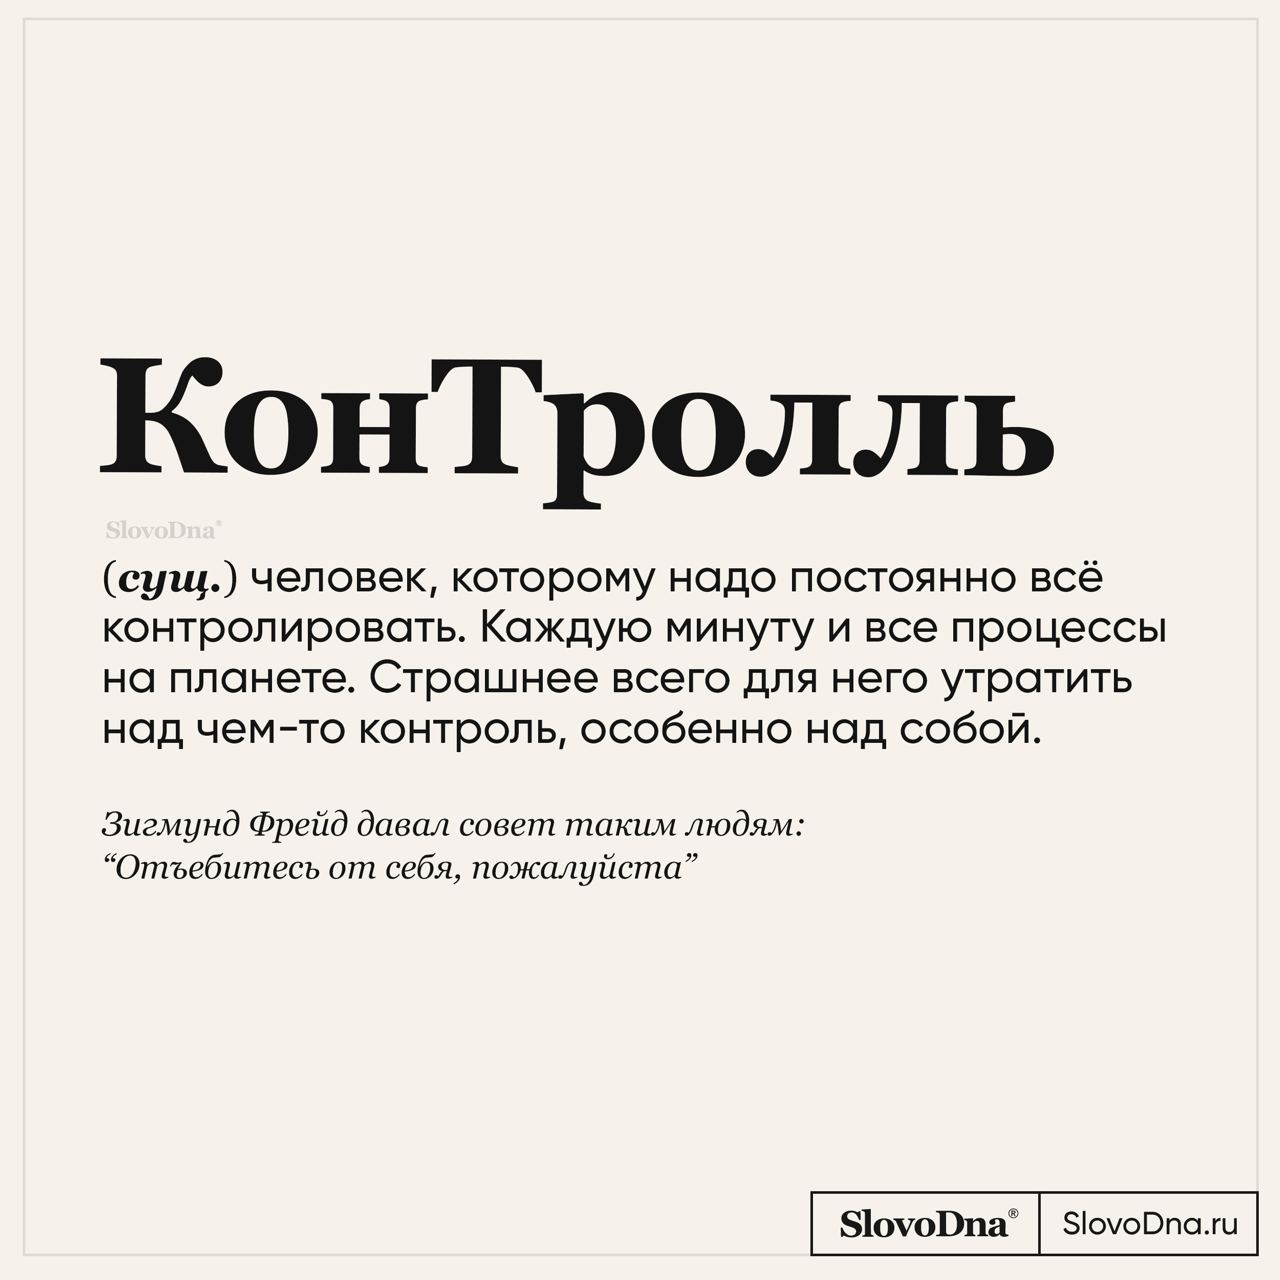 КонТролль
SlovoDna®
(сущ.) человек, которому надо постоянно всё
контролировать. Каждую минуту и все процессы
на планете. Страшнее всего для него утратить
над чем-то контроль, особенно над собой.
Зигмунд Фрейд давал совет таким людям:
“Отъебитесь от себя, пожалуйста”
SlovoDna® SlovoDna.ru